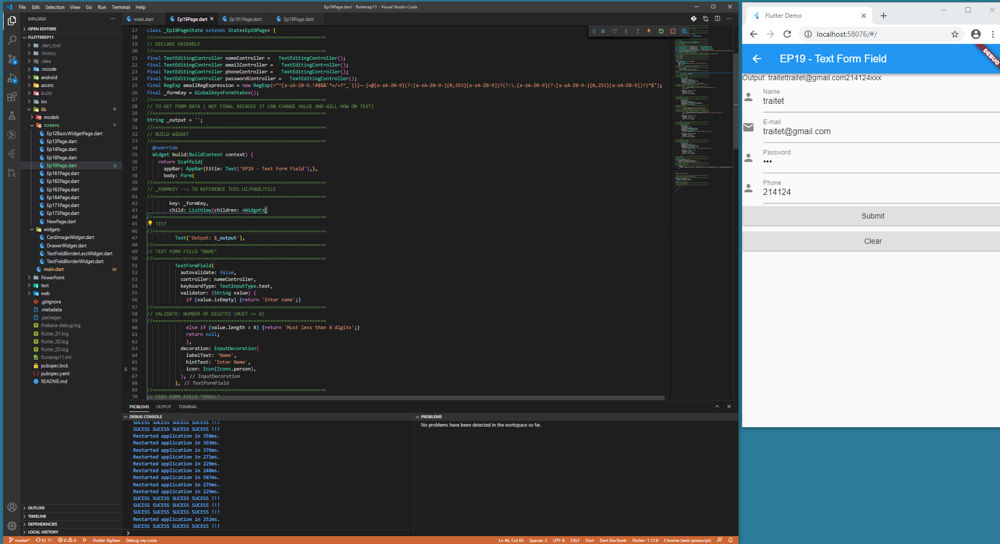 File Edit Selection View Go Run Terminal Help
Ep19Page.dart - flutterep11 - Visual Studio Code
EXPLORER
OPEN EDITORS
FLUTTEREP11
.dart_tool
.history
.idea
.vscode
android
assets
build
ios
lib
models
screens
Ep12BasicWidgetPage.dart
Ep13Page.dart
Ep14Page.dart
Ep18Page.dart
Ep19Page.dart U
Ep161Page.dart
Ep162Page.dart
Ep163Page.dart
Ep164Page.dart
Ep171Page.dart
Ep172Page.dart
NewPage.dart
widgets
CardImageWidget.dart
DrawerWidget.dart
TextFieldBorderLessWidget.dart
TextFieldBorderWidget.dart
main.dart M
PowerPoint
test
web
.gitignore
.metadata
.packages
firebase-debug.log
flutter_01.log
flutter_02.log
flutter_03.log
flutterep11.iml
pubspec.lock
pubspec.yaml
README.md
OUTLINE
TIMELINE
DEPENDENCIES
LOCAL HISTORY
main.dart Ep19Page.dart Ep161Page.dart Ep18Page.dart
17 class _Ep19PageState extends State<Ep19Page> {
18 //==============================================================
19 // DECLARE VAIRABLE
20 //==============================================================
21 final TextEditingController nameController = TextEditingController();
22 final TextEditingController emailController = TextEditingController();
23 final TextEditingController phoneController = TextEditingController();
24 final TextEditingController passwordController = TextEditingController();
25 final RegExp emailRegExpression = new RegExp(r"^[a-zA-Z0-9.!#$%&'*+/=?^_`{|}~-]+@[a-zA-Z0-9](?:[a-zA-Z0-9-]{0,253}[a-zA-Z0-9])?(?:\.[a-zA-Z0-9](?:[a-zA-Z0-9-]{0,253}[a-zA-Z0-9])?)*$");
26 final _formKey = GlobalKey<FormState>();
27 //==============================================================
28 // TO GET FORM DATA ( NOT FINAL BECAUSE IT CAN CHANGE VALUE AND WILL HOW ON TEXT)
29 //==============================================================
30 String _output = '';
31 //==============================================================
32 // BUILD WIDGET
33 //==============================================================
34 @override
35 Widget build(BuildContext context) {
36 return Scaffold(
37 appBar: AppBar(title: Text('EP19 - Text Form Field'),),
38 body: Form(
39 //==============================================================
40 // _FORMKEY --> TO REFERENCE THIS UI/PAGE/FILE
41 //==============================================================
42 key: _formKey,
43 child: ListView(children: <Widget>[
44 //==============================================================
45 // TEST
46 //==============================================================
47 Text('Output: $_output'),
48 //==============================================================
49 // TEXT FORM FIELD "NAME"
50 //==============================================================
51 TextFormField(
52 autovalidate: false,
53 controller: nameController,
54 keyboardType: TextInputType.text,
55 validator: (String value) {
56 if (value.isEmpty) {return 'Enter name';}
57 //==============================================================
58 // VALIDATE: NUMBER OF DIGITES (MUST <= 8)
59 //==============================================================
60 else if (value.length > 8) {return 'Must less than 8 digits';}
61 return null;
62 },
63 decoration: InputDecoration(
64 labelText: 'Name',
65 hintText: 'Enter Name',
66 icon: Icon(Icons.person),
67 ), // InputDecoration
68 ), // TextFormField
69 //==============================================================
70 // TEXT FORM FIELD "EMAIL"
PROBLEMS OUTPUT TERMINAL
DEBUG CONSOLE
SUCESS SUCESS SUCESS SUCESS !!!
SUCESS SUCESS SUCESS SUCESS !!!
Restarted application in 358ms.
Restarted application in 393ms.
Restarted application in 376ms.
Restarted application in 271ms.
Restarted application in 229ms.
Restarted application in 240ms.
Restarted application in 587ms.
Restarted application in 279ms.
Restarted application in 229ms.
SUCESS SUCESS SUCESS SUCESS !!!
SUCESS SUCESS SUCESS SUCESS !!!
SUCESS SUCESS SUCESS SUCESS !!!
Restarted application in 252ms.
SUCESS SUCESS SUCESS SUCESS !!!
PROBLEMS
No problems have been detected in the workspace so far.
master* 0↓ 1↑ 0 0 Flutter Stylizer Debug my code
Ln 46, Col 65 Spaces: 2 UTF-8 CRLF Dart Dart DevTools Flutter: 1.17.0 Chrome (web-javascript)
Flutter Demo
localhost:58076/#/
EP19 - Text Form Field
DEBUG
Output: traitettraitet@gmail.com214124xxx
Name
traitet
E-mail
traitet@gmail.com
Password
•••
Phone
214124
Submit
Clear